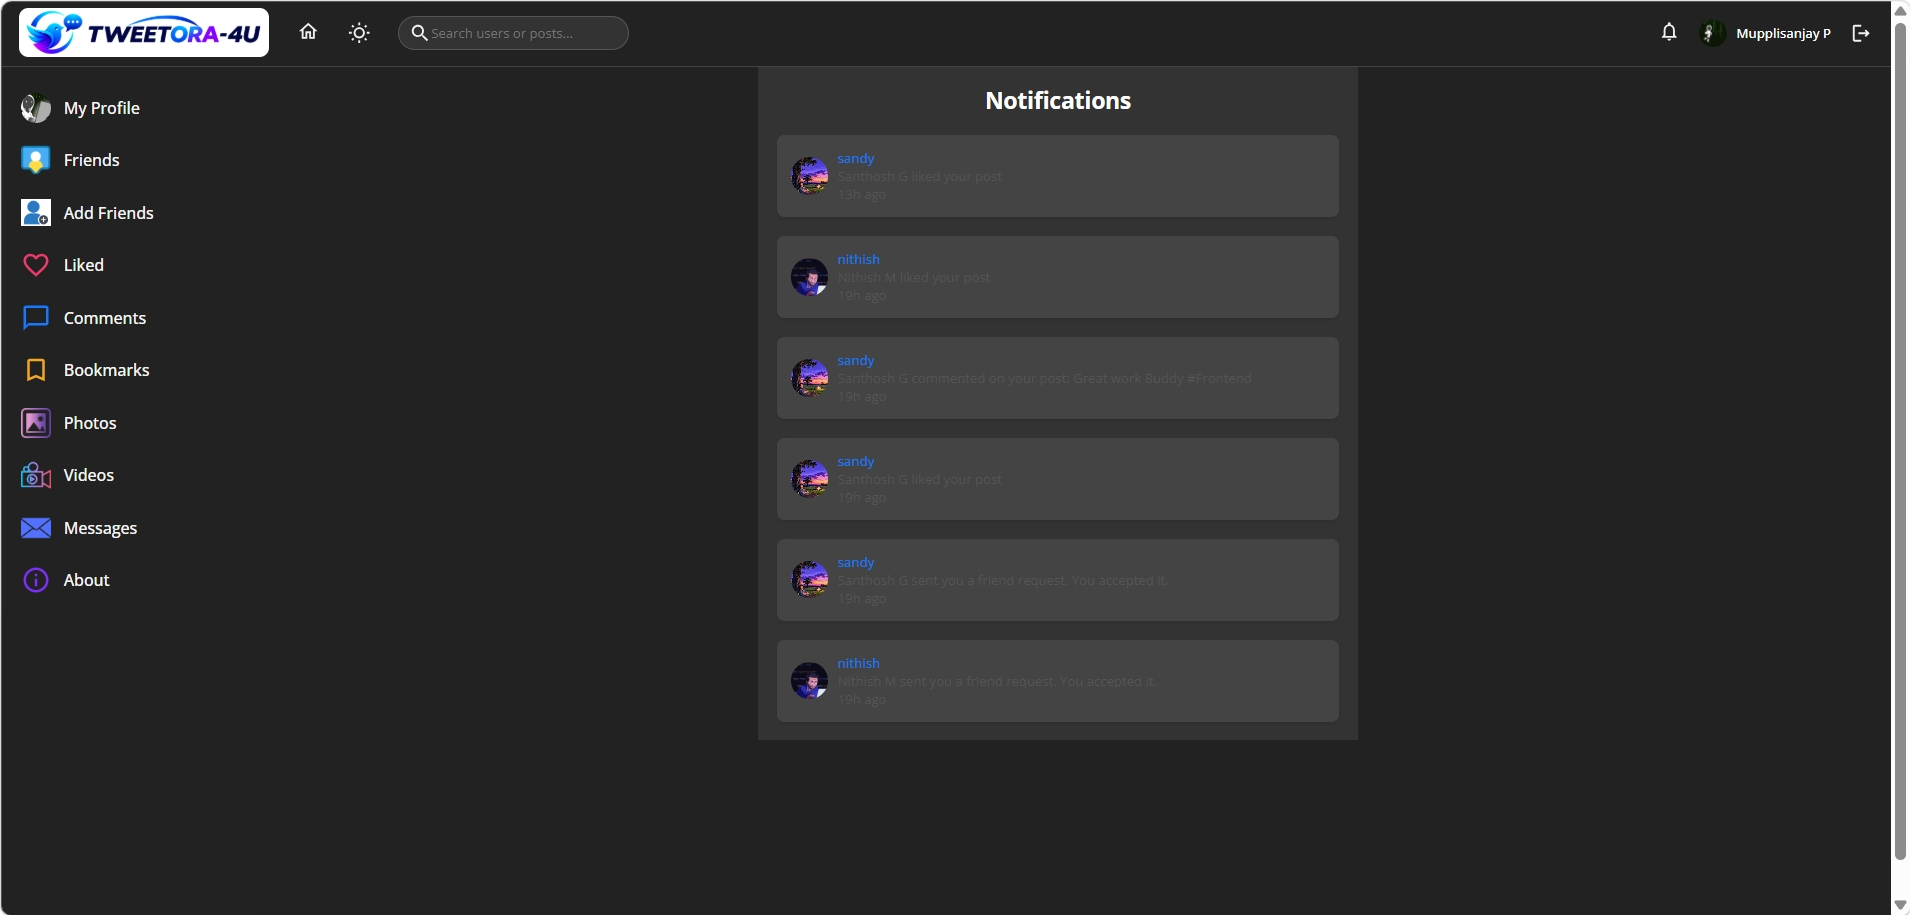 TWEETORA-4U
Search users or posts...
Mupplisanjay P
My Profile
Friends
Add Friends
Liked
Comments
Bookmarks
Photos
Videos
Messages
About
Notifications
sandy
Santhosh G liked your post
13h ago
nithish
Nithish M liked your post
19h ago
sandy
Santhosh G commented on your post: Great work Buddy #Frontend
19h ago
sandy
Santhosh G liked your post
19h ago
sandy
Santhosh G sent you a friend request. You accepted it.
19h ago
nithish
Nithish M sent you a friend request. You accepted it.
19h ago